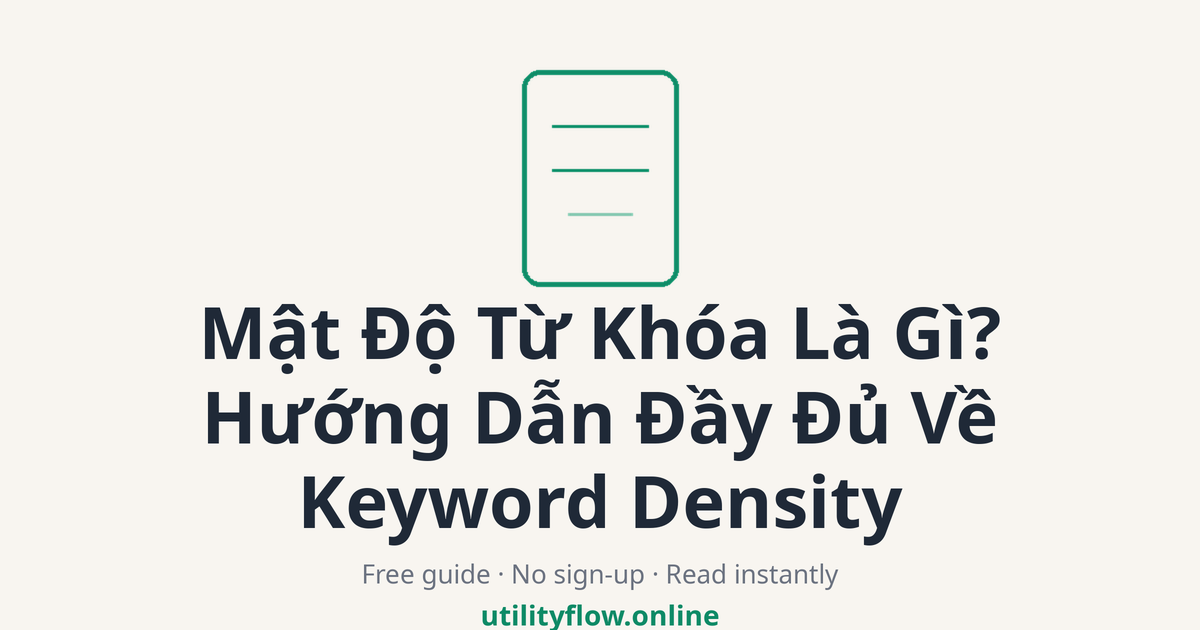 Mật Độ Từ Khóa Là Gì?
Hướng Dẫn Đầy Đủ Về
Keyword Density
Free guide · No sign-up · Read instantly
utilityflow.online